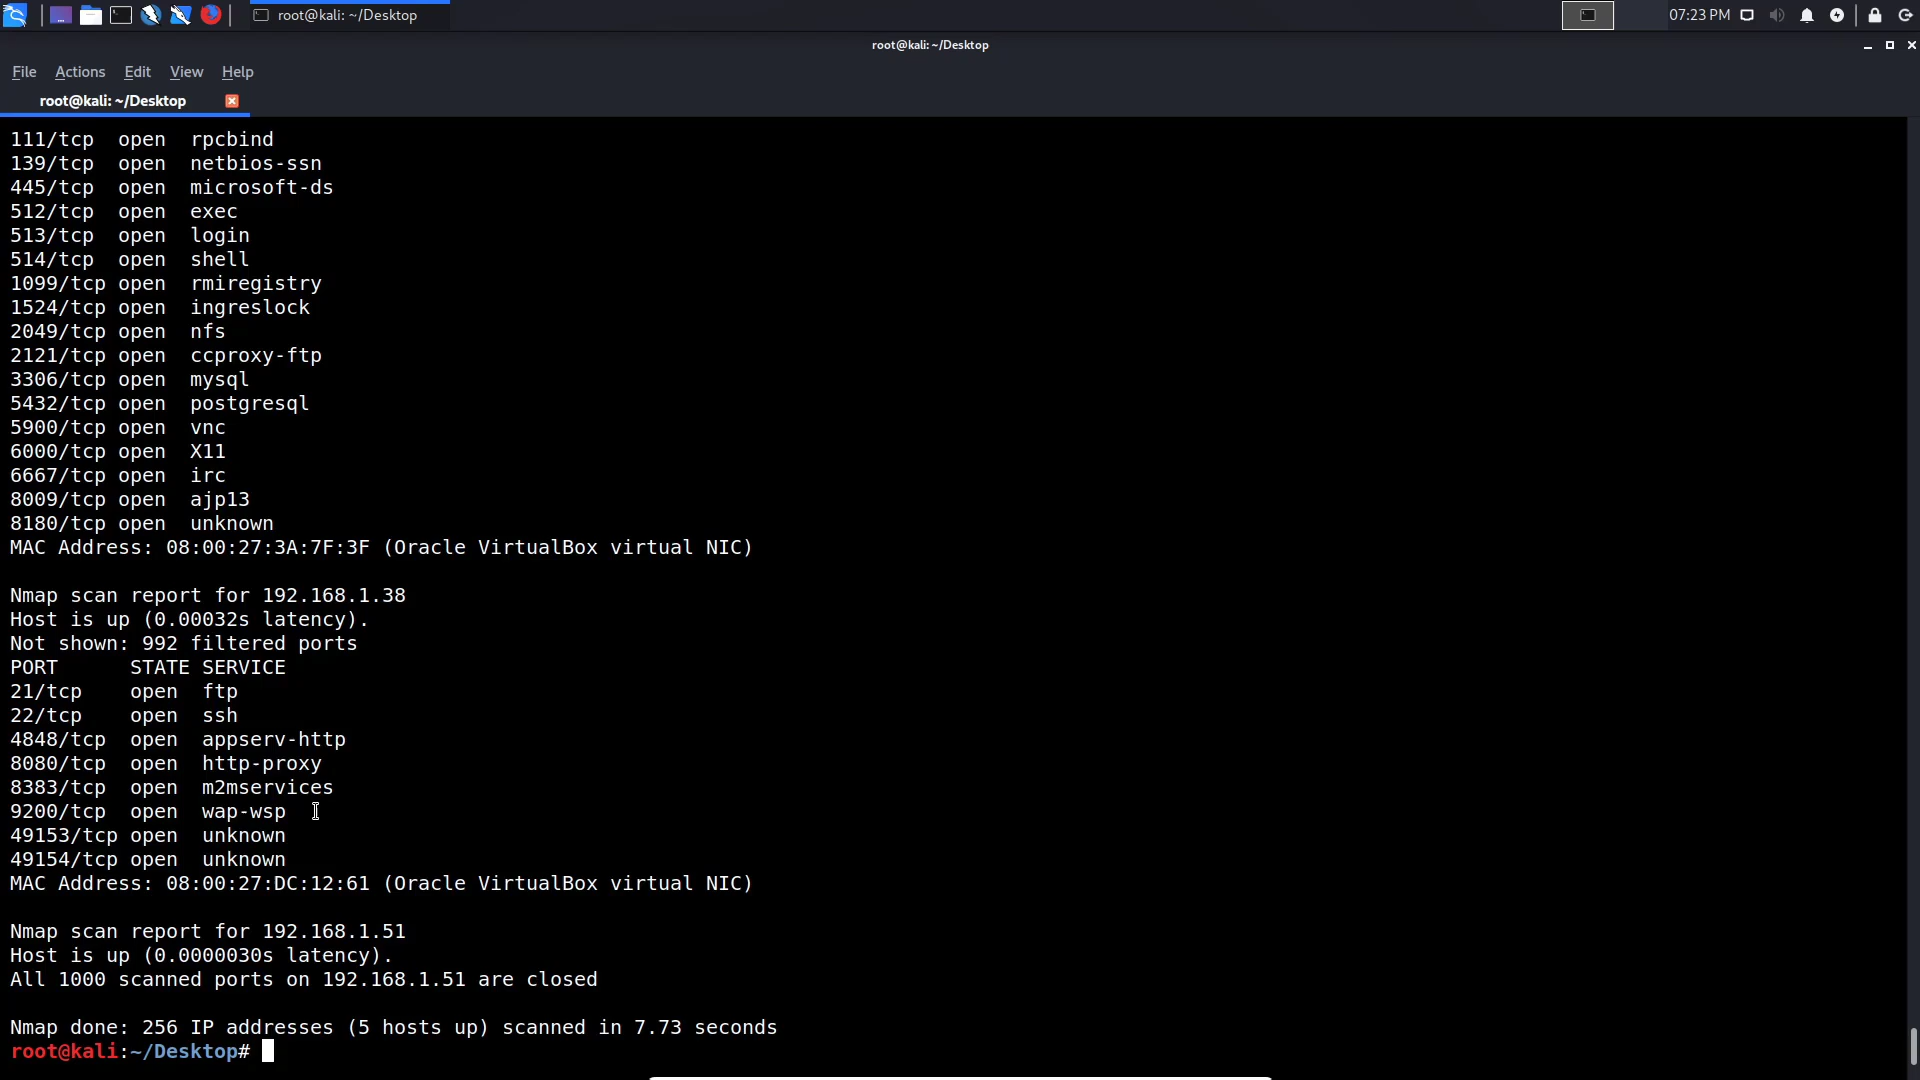 root@kali: ~/Desktop
07:23 PM
root@kali: ~/Desktop
File Actions Edit View Help
root@kali: ~/Desktop
111/tcp open rpcbind
139/tcp open netbios-ssn
445/tcp open microsoft-ds
512/tcp open exec
513/tcp open login
514/tcp open shell
1099/tcp open rmiregistry
1524/tcp open ingreslock
2049/tcp open nfs
2121/tcp open ccproxy-ftp
3306/tcp open mysql
5432/tcp open postgresql
5900/tcp open vnc
6000/tcp open X11
6667/tcp open irc
8009/tcp open ajp13
8180/tcp open unknown
MAC Address: 08:00:27:3A:7F:3F (Oracle VirtualBox virtual NIC)
Nmap scan report for 192.168.1.38
Host is up (0.00032s latency).
Not shown: 992 filtered ports
PORT STATE SERVICE
21/tcp open ftp
22/tcp open ssh
4848/tcp open appserv-http
8080/tcp open http-proxy
8383/tcp open m2mservices
9200/tcp open wap-wsp
49153/tcp open unknown
49154/tcp open unknown
MAC Address: 08:00:27:DC:12:61 (Oracle VirtualBox virtual NIC)
Nmap scan report for 192.168.1.51
Host is up (0.0000030s latency).
All 1000 scanned ports on 192.168.1.51 are closed
Nmap done: 256 IP addresses (5 hosts up) scanned in 7.73 seconds
root@kali:~/Desktop#